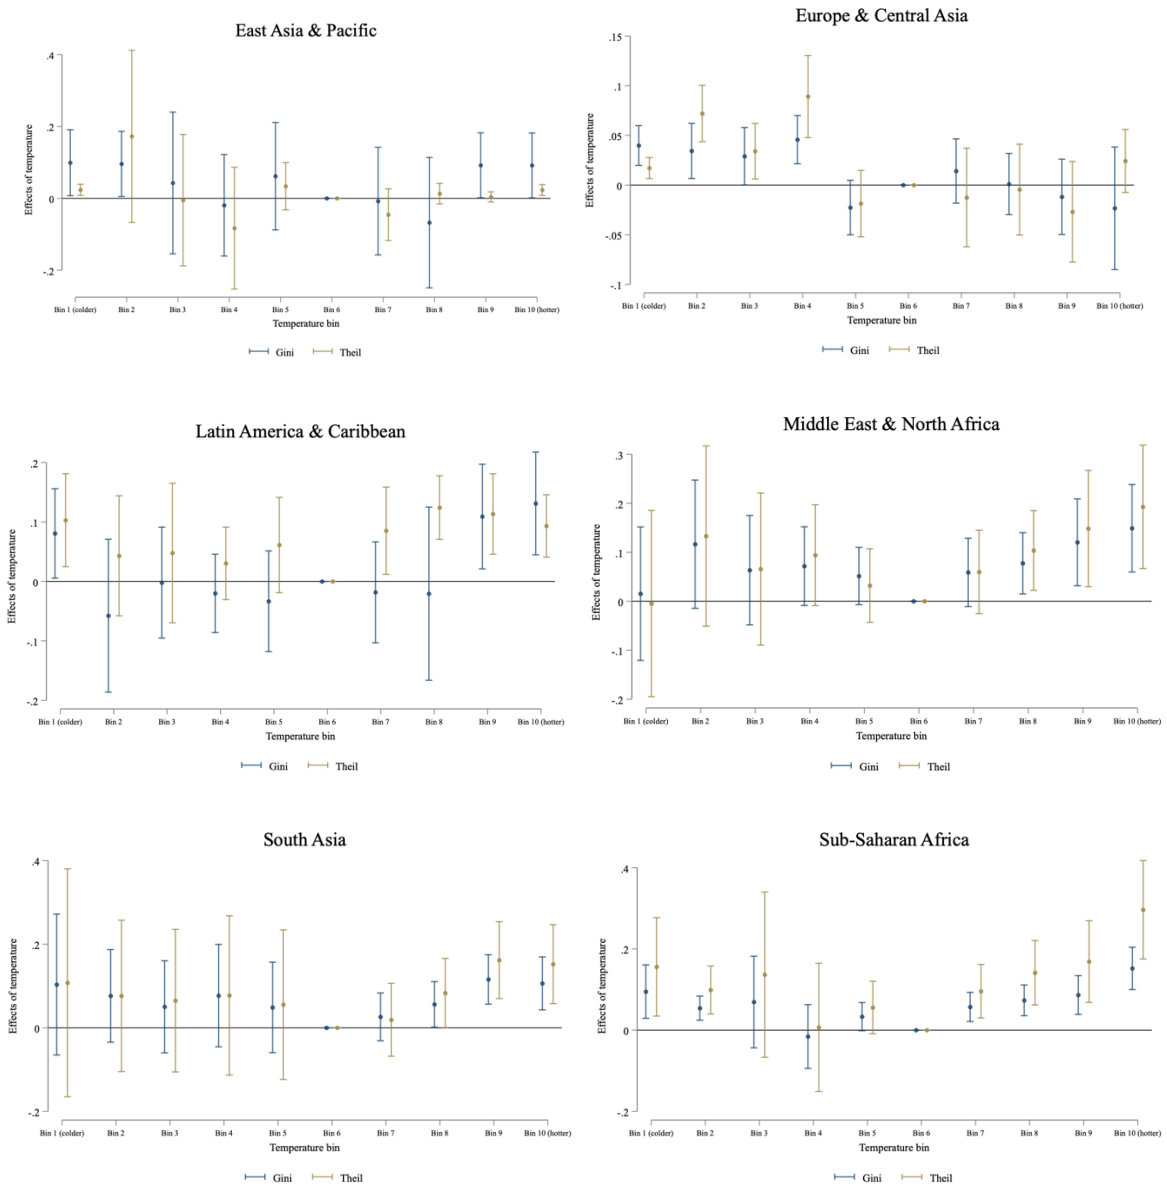 East Asia & Pacific
Effects of temperature
.4
.2
0
-.2
Bin 1 (colder) Bin 2 Bin 3 Bin 4 Bin 5 Bin 6 Bin 7 Bin 8 Bin 9 Bin 10 (hotter)
Temperature bin
Gini Theil
Europe & Central Asia
Effects of temperature
.15
.1
.05
0
-.05
-.1
Bin 1 (colder) Bin 2 Bin 3 Bin 4 Bin 5 Bin 6 Bin 7 Bin 8 Bin 9 Bin 10 (hotter)
Temperature bin
Gini Theil
Latin America & Caribbean
Effects of temperature
.2
.1
0
-.1
-.2
Bin 1 (colder) Bin 2 Bin 3 Bin 4 Bin 5 Bin 6 Bin 7 Bin 8 Bin 9 Bin 10 (hotter)
Temperature bin
Gini Theil
Middle East & North Africa
Effects of temperature
.3
.2
.1
0
-.1
-.2
Bin 1 (colder) Bin 2 Bin 3 Bin 4 Bin 5 Bin 6 Bin 7 Bin 8 Bin 9 Bin 10 (hotter)
Temperature bin
Gini Theil
South Asia
Effects of temperature
.4
.2
0
-.2
Bin 1 (colder) Bin 2 Bin 3 Bin 4 Bin 5 Bin 6 Bin 7 Bin 8 Bin 9 Bin 10 (hotter)
Temperature bin
Gini Theil
Sub-Saharan Africa
Effects of temperature
.4
.2
0
-.2
Bin 1 (colder) Bin 2 Bin 3 Bin 4 Bin 5 Bin 6 Bin 7 Bin 8 Bin 9 Bin 10 (hotter)
Temperature bin
Gini Theil